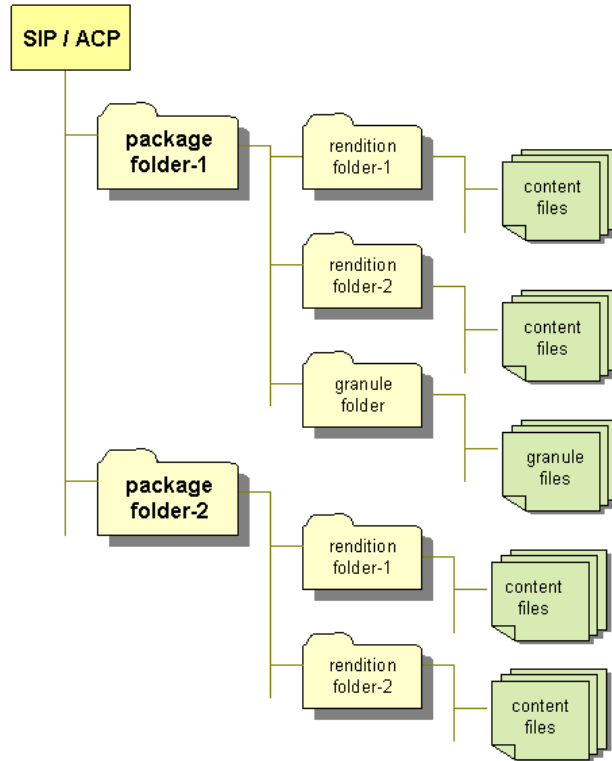 SIP / ACP
package
folder-1
rendition
folder-1
content
files
rendition
folder-2
content
files
granule
folder
granule
files
package
folder-2
rendition
folder-1
content
files
rendition
folder-2
content
files